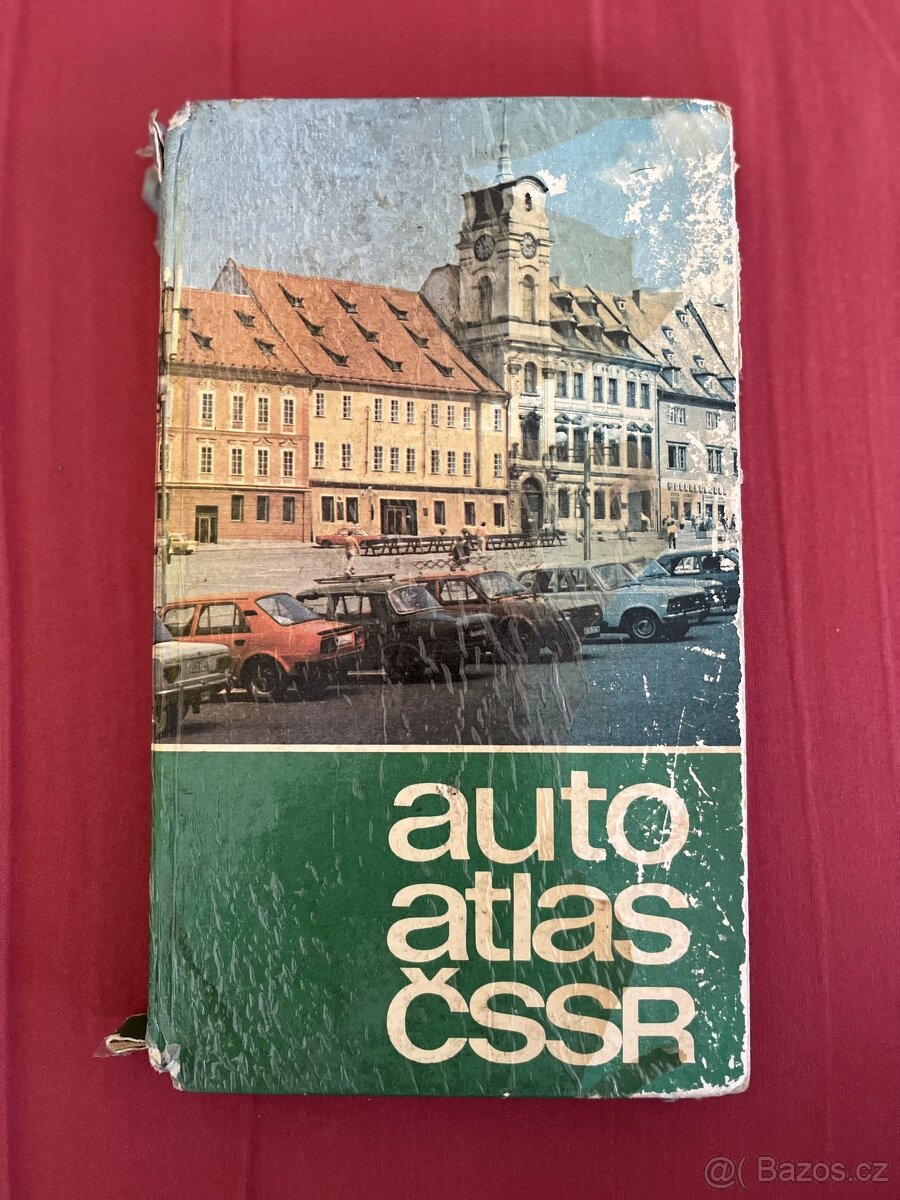 auto
atlas
ČSSR
@( Bazos.cz